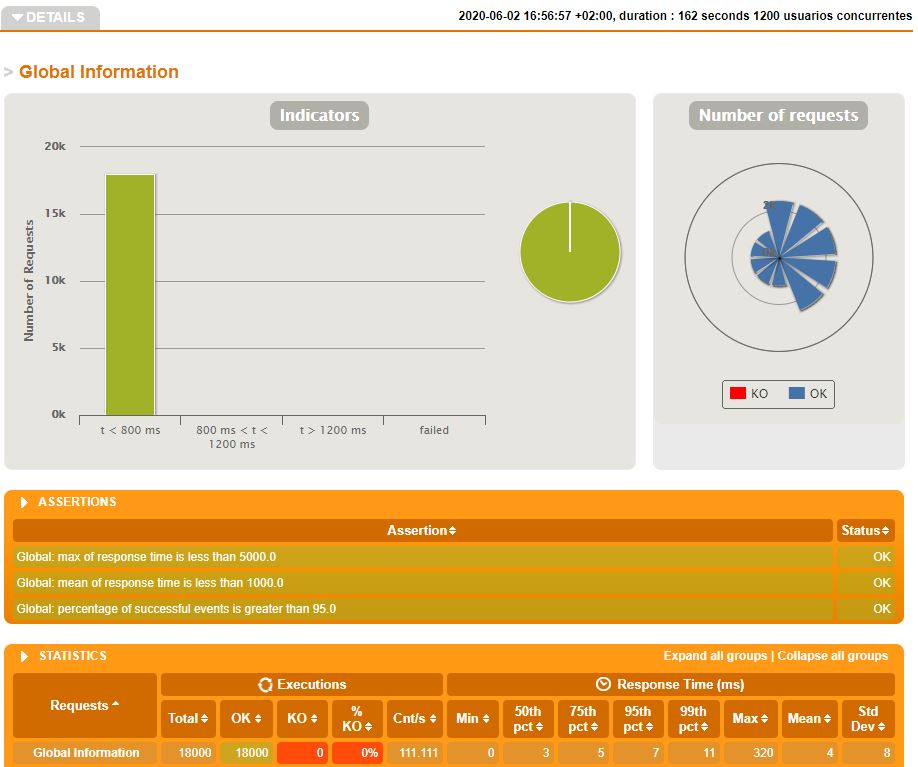 DETAILS
2020-06-02 16:56:57 +02:00, duration : 162 seconds 1200 usuarios concurrentes
> Global Information
Indicators
Number of requests
20k
15k
10k
5k
0k
Number of Requests
t < 800 ms
800 ms < t <
1200 ms
t > 1200 ms
failed
KO OK
ASSERTIONS
Assertion Status
Global: max of response time is less than 5000.0 OK
Global: mean of response time is less than 1000.0 OK
Global: percentage of successful events is greater than 95.0 OK
STATISTICS Expand all groups | Collapse all groups
Requests Executions Response Time (ms)
Total OK KO % KO Cnt/s Min 50th pct 75th pct 95th pct 99th pct Max Mean Std Dev
Global Information 18000 18000 0 0% 111.111 0 3 5 7 11 320 4 8